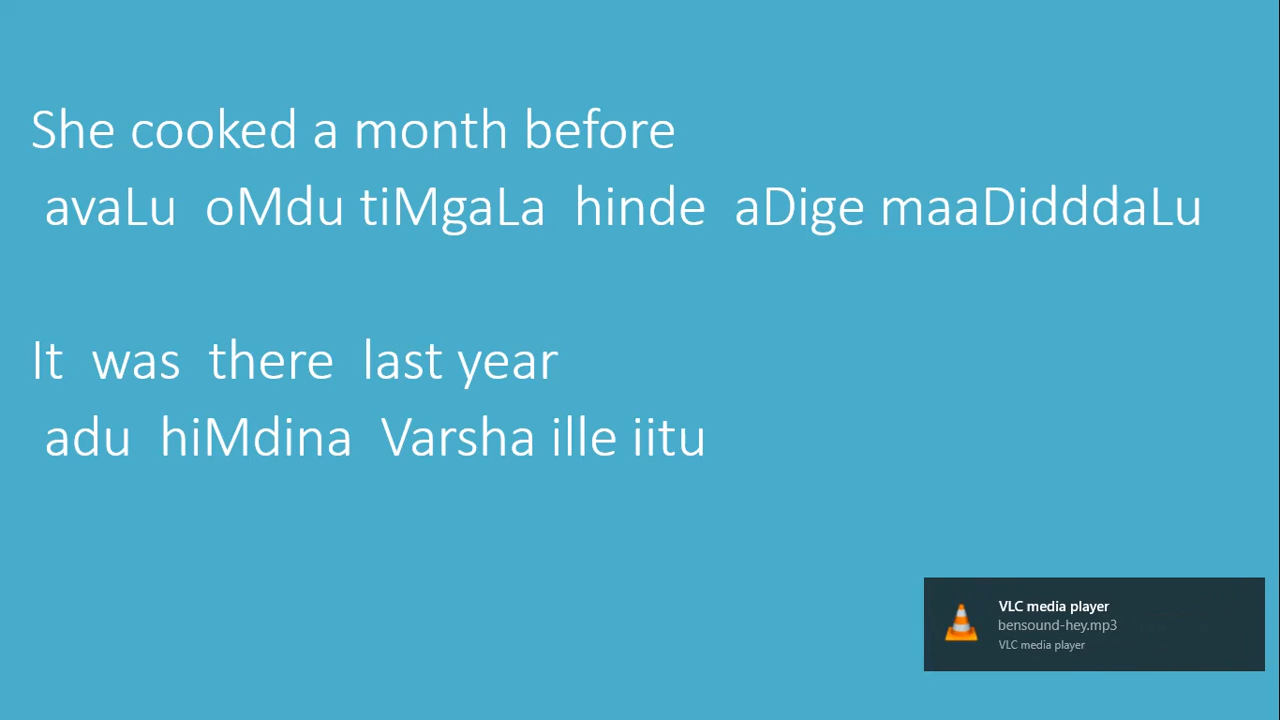 She cooked a month before
avaLu oMdu tiMgaLa hinde aDige maaDidddaLu
It was there last year
adu hiMdina Varsha ille iitu
VLC media player
bensound-hey.mp3
VLC media player